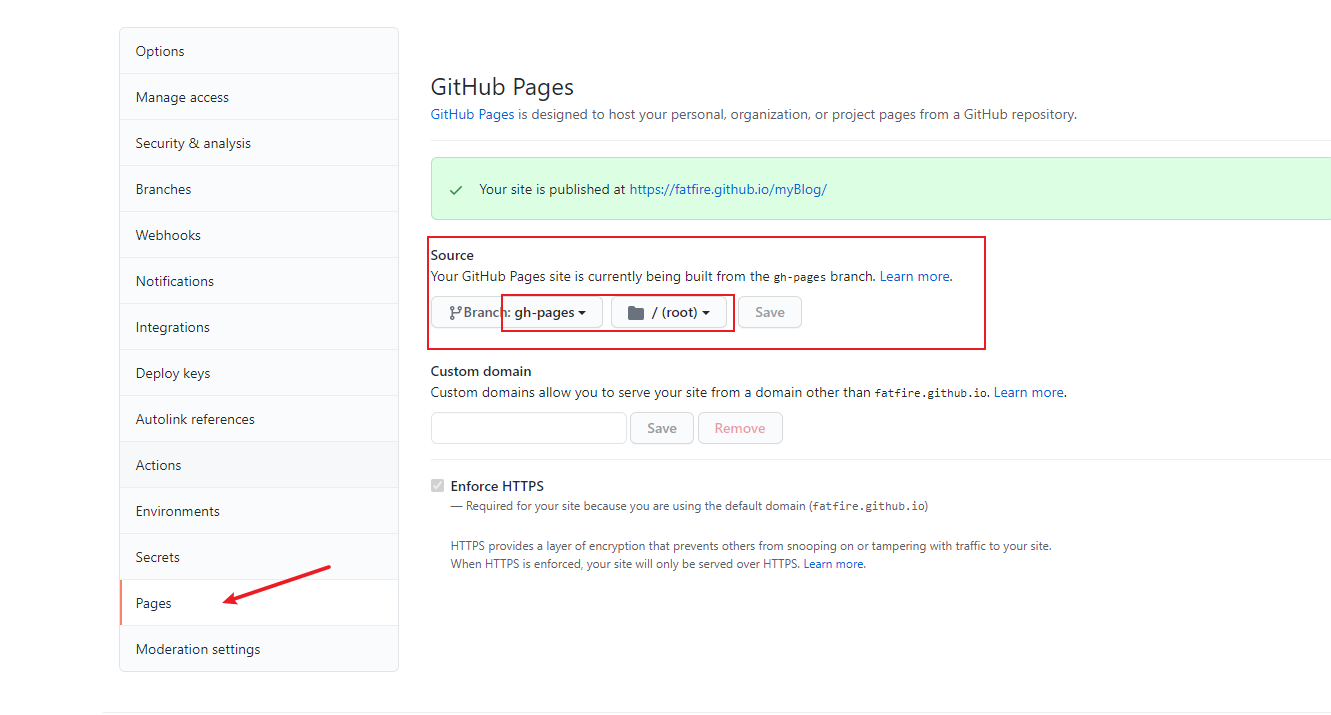 Options
Manage access
Security & analysis
Branches
Webhooks
Notifications
Integrations
Deploy keys
Autolink references
Actions
Environments
Secrets
Pages
Moderation settings
GitHub Pages
GitHub Pages is designed to host your personal, organization, or project pages from a GitHub repository.
Your site is published at https://fatfire.github.io/myBlog/
Source
Your GitHub Pages site is currently being built from the gh-pages branch. Learn more.
Branch: gh-pages / (root) Save
Custom domain
Custom domains allow you to serve your site from a domain other than fatfire.github.io. Learn more.
Save Remove
Enforce HTTPS
— Required for your site because you are using the default domain (fatfire.github.io)
HTTPS provides a layer of encryption that prevents others from snooping on or tampering with traffic to your site.
When HTTPS is enforced, your site will only be served over HTTPS. Learn more.